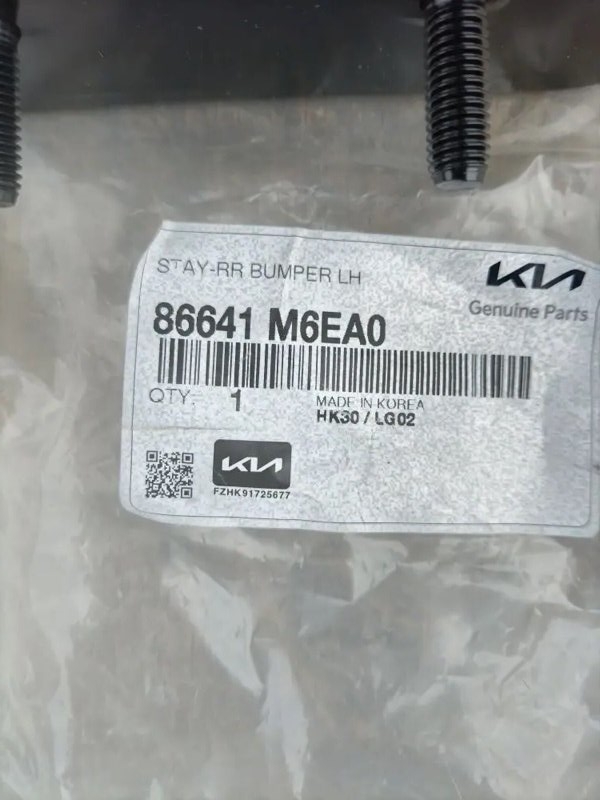 STAY-RR BUMPER LH
KIA
Genuine Parts
86641 M6EA0
QTY: 1
MADE IN KOREA
HK30 / LG02
KIA
FZHK91725677